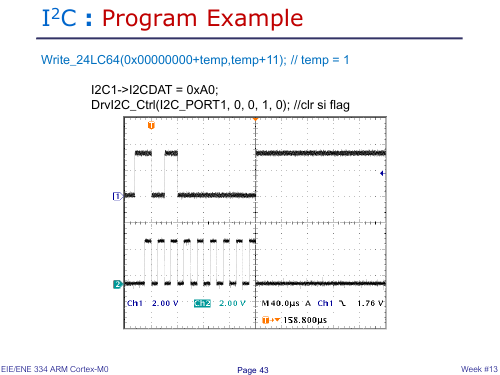 I²C : Program Example
Write_24LC64(0x00000000+temp,temp+11); // temp = 1
I2C1->I2CDAT = 0xA0;
DrvI2C_Ctrl(I2C_PORT1, 0, 0, 1, 0); //clr si flag
T
1
2
Ch1 2.00 V Ch2 2.00 V M 40.0µs A Ch1 1.76 V
T 158.800µs
EIE/ENE 334 ARM Cortex-M0 Page 43 Week #13